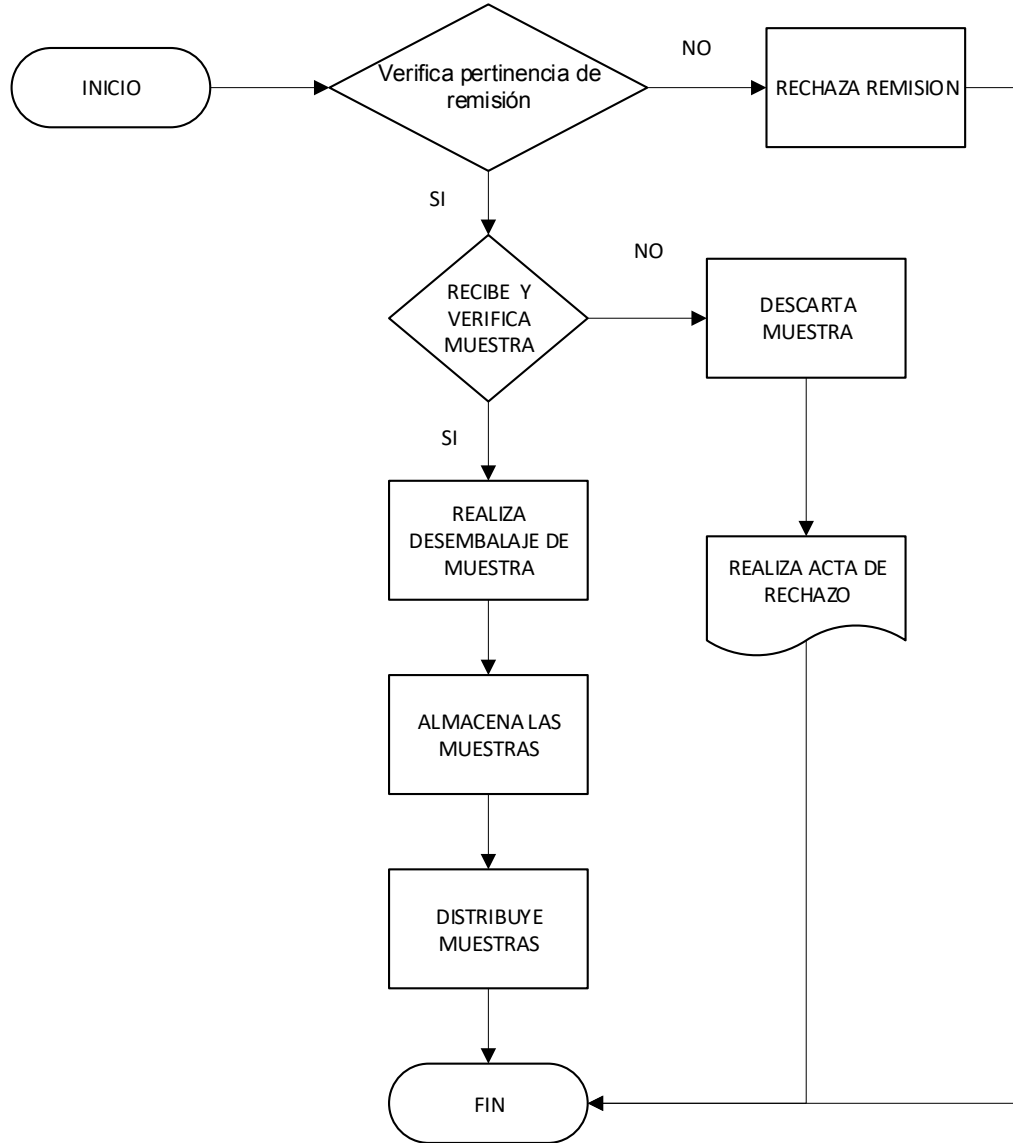 INICIO
Verifica pertinencia de
remisión
NO
RECHAZA REMISION
SI
RECIBE Y
VERIFICA
MUESTRA
NO
DESCARTA
MUESTRA
SI
REALIZA
DESEMBALAJE DE
MUESTRA
REALIZA ACTA DE
RECHAZO
ALMACENA LAS
MUESTRAS
DISTRIBUYE
MUESTRAS
FIN